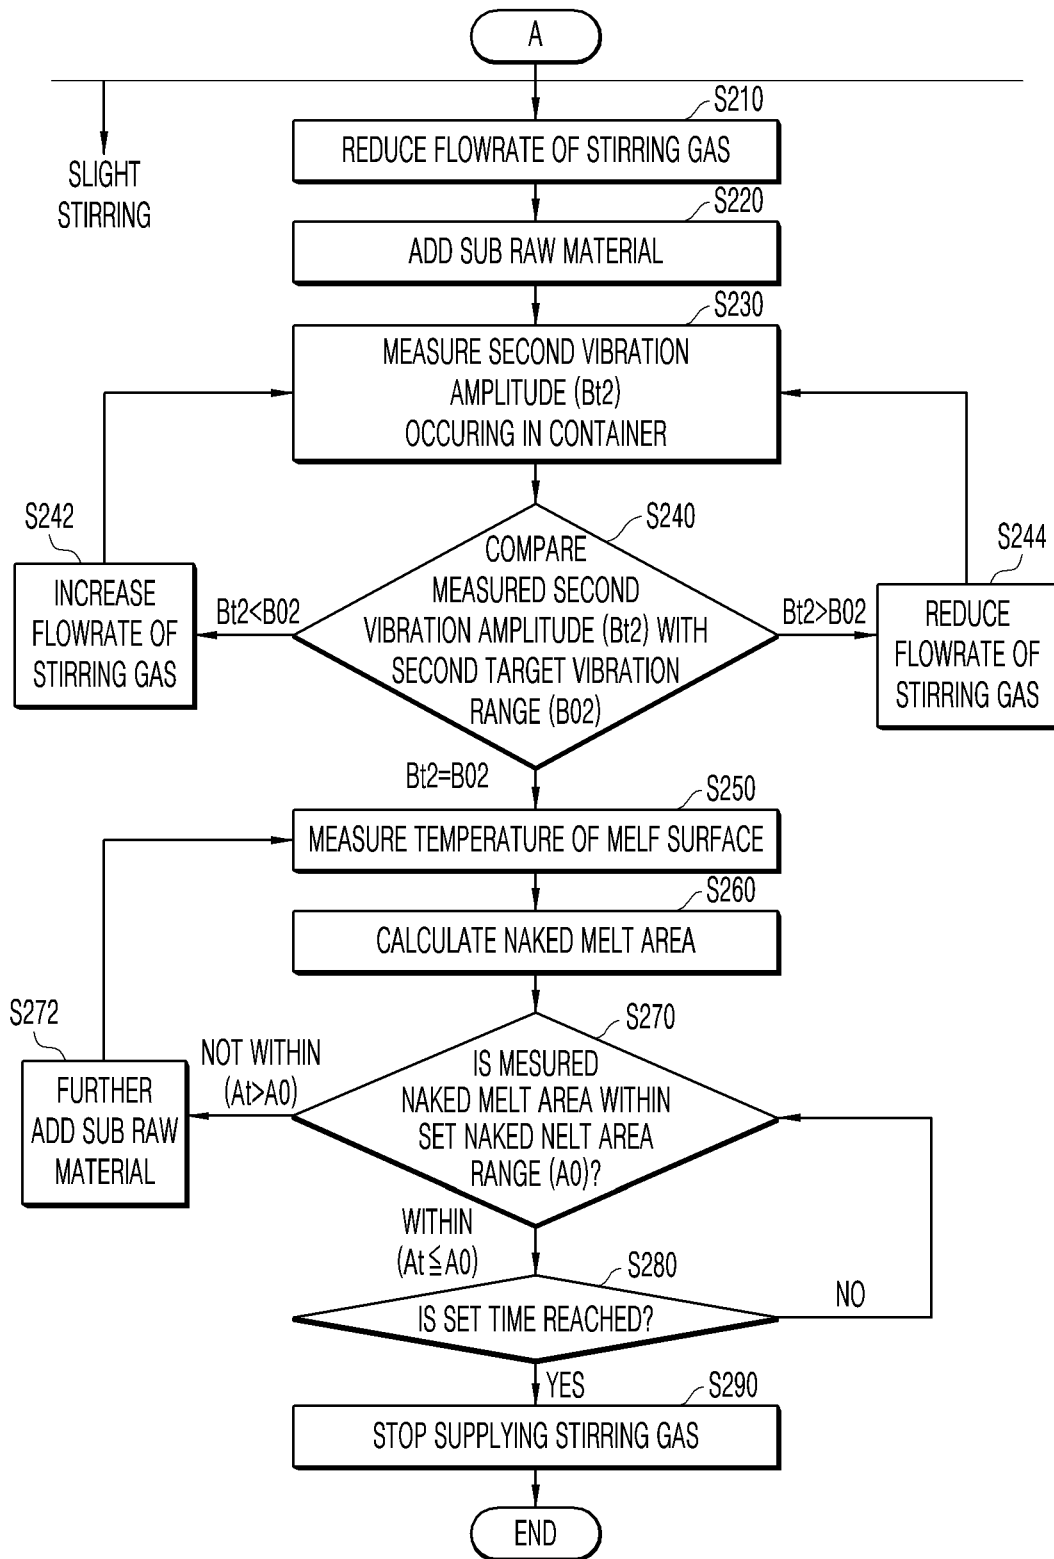 A
SLIGHT
STIRRING
S210
REDUCE FLOWRATE OF STIRRING GAS
S220
ADD SUB RAW MATERIAL
S230
MEASURE SECOND VIBRATION
AMPLITUDE (Bt2)
OCCURING IN CONTAINER
S240
COMPARE
MEASURED SECOND
VIBRATION AMPLITUDE (Bt2) WITH
SECOND TARGET VIBRATION
RANGE (B02)
S242
INCREASE
FLOWRATE OF
STIRRING GAS
Bt2<B02
Bt2>B02
S244
REDUCE
FLOWRATE OF
STIRRING GAS
Bt2=B02
S250
MEASURE TEMPERATURE OF MELF SURFACE
S260
CALCULATE NAKED MELT AREA
S270
IS MESURED
NAKED MELT AREA WITHIN
SET NAKED NELT AREA
RANGE (A0)?
S272
FURTHER
ADD SUB RAW
MATERIAL
NOT WITHIN
(At>A0)
WITHIN
(At≦A0)
S280
IS SET TIME REACHED?
NO
YES
S290
STOP SUPPLYING STIRRING GAS
END